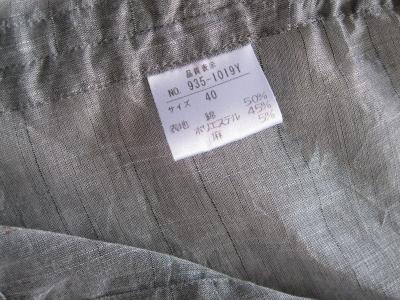 品質表示
NO. 935-1019Y
サイズ 40
表地 綿 50%
ポリエステル 45%
麻 5%